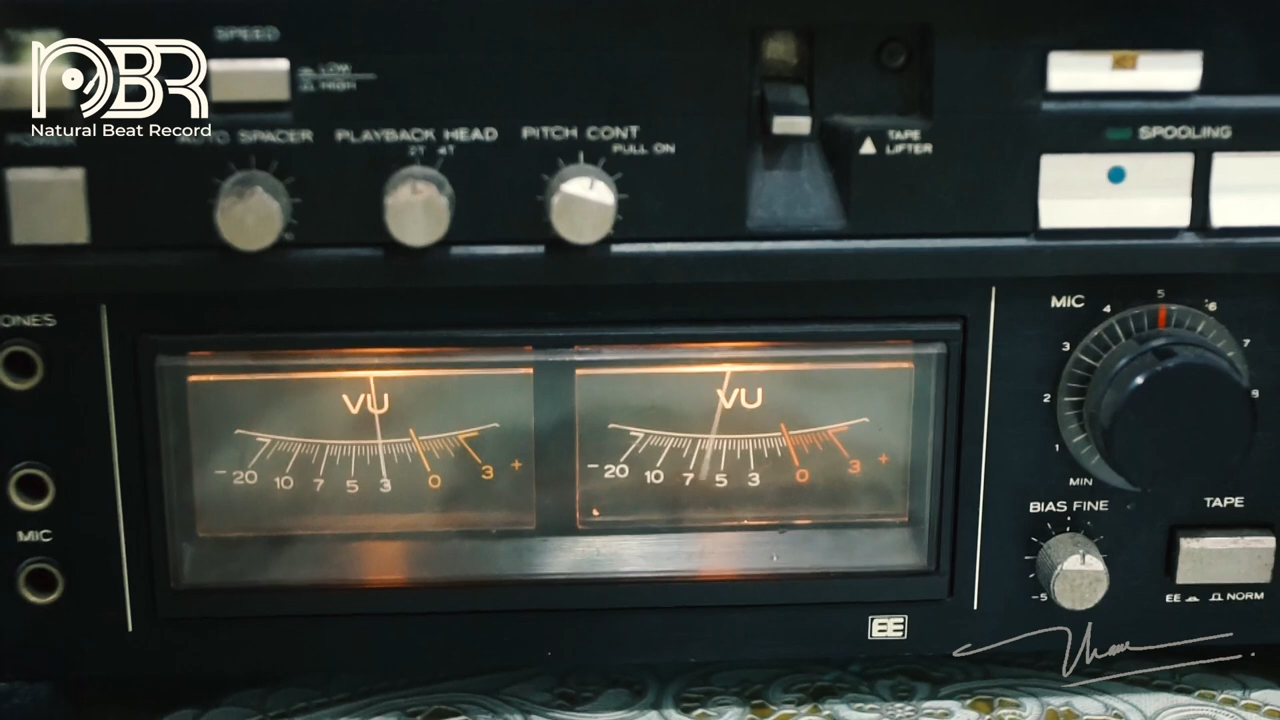 NBR
Natural Beat Record
SPEED
LOW
HIGH
POWER
AUTO SPACER
PLAYBACK HEAD
2T 4T
PITCH CONT
PULL ON
TAPE
LIFTER
SPOOLING
VU
-20 10 7 5 3 0 3 +
VU
-20 10 7 5 3 0 3 +
ONES
MIC
MIC
MIN 1 2 3 4 5 6 7 8
BIAS FINE
-5
TAPE
EE NORM
EE